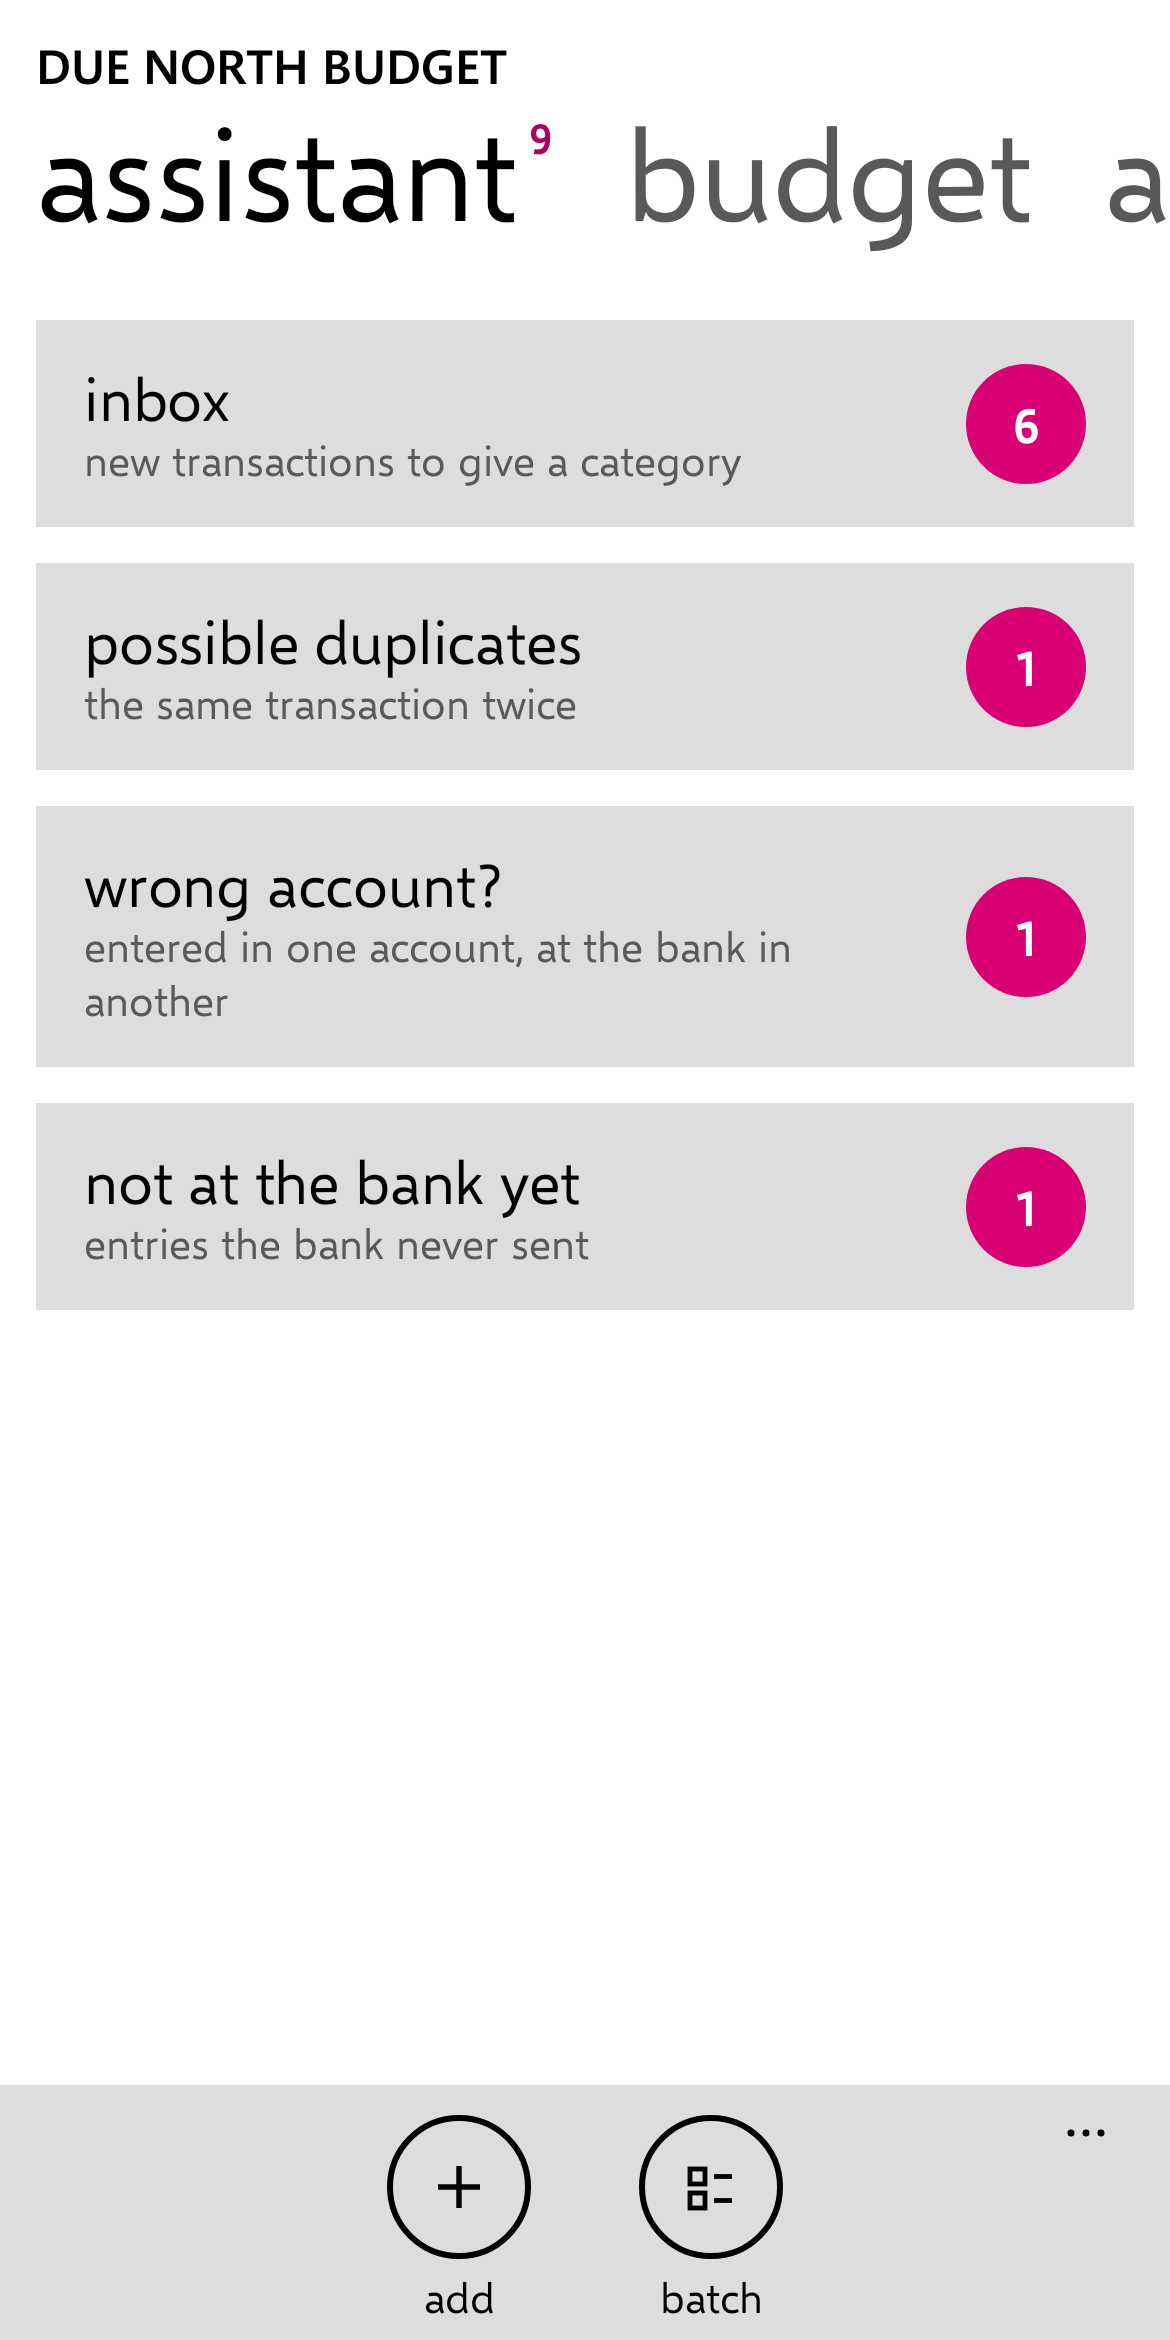 DUE NORTH BUDGET
assistant 9 budget a
inbox
new transactions to give a category
6
possible duplicates
the same transaction twice
1
wrong account?
entered in one account, at the bank in
another
1
not at the bank yet
entries the bank never sent
1
...
add batch